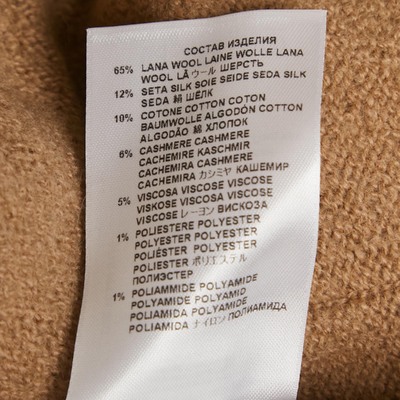 СОСТАВ ИЗДЕЛИЯ
65% LANA WOOL LAINE WOLLE LANA
WOOL LÃ ウール ШЕРСТЬ
12% SETA SILK SOIE SEIDE SEDA SILK
SEDA 絹 ШЁЛК
10% COTONE COTTON COTON
BAUMWOLLE ALGODÓN COTTON
ALGODÃO 綿 ХЛОПОК
6% CASHMERE CASHMERE
CACHEMIRE KASCHMIR
CACHEMIRA CASHMERE
CACHEMIRA カシミヤ КАШЕМИР
5% VISCOSA VISCOSE VISCOSE
VISKOSE VISCOSA VISCOSE
VISCOSE レーヨン ВИСКОЗА
1% POLIESTERE POLYESTER
POLYESTER POLYESTER
POLIÉSTER POLYESTER
POLIESTER ポリエステル
ПОЛИЭСТЕР
1% POLIAMMIDE POLYAMIDE
POLYAMIDE POLYAMID
POLIAMIDA POLYAMIDE
POLIAMIDA ナイロン ПОЛИАМИДА